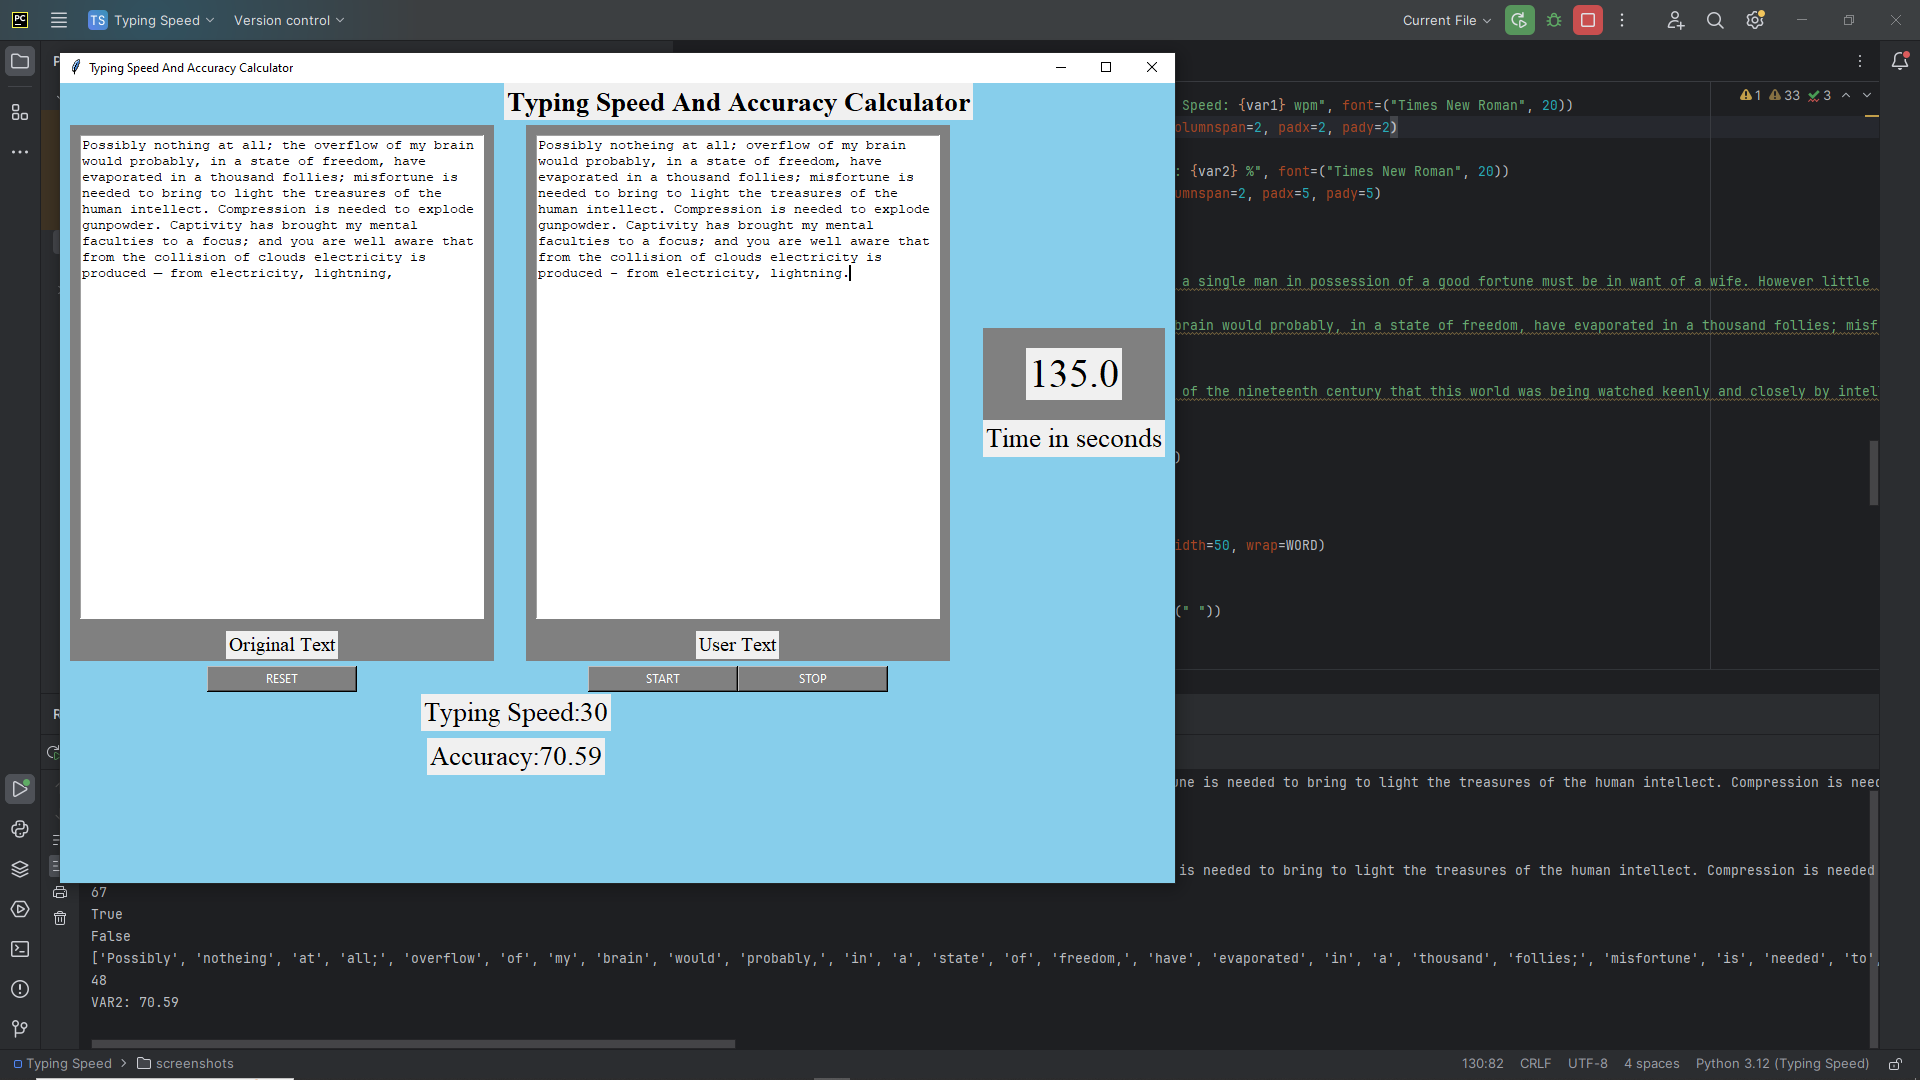 PC
TS Typing Speed
Version control
Current File
Typing Speed And Accuracy Calculator
Typing Speed And Accuracy Calculator
Possibly nothing at all; the overflow of my brain
would probably, in a state of freedom, have
evaporated in a thousand follies; misfortune is
needed to bring to light the treasures of the
human intellect. Compression is needed to explode
gunpowder. Captivity has brought my mental
faculties to a focus; and you are well aware that
from the collision of clouds electricity is
produced — from electricity, lightning,
Original Text
RESET
Possibly notheing at all; overflow of my brain
would probably, in a state of freedom, have
evaporated in a thousand follies; misfortune is
needed to bring to light the treasures of the
human intellect. Compression is needed to explode
gunpowder. Captivity has brought my mental
faculties to a focus; and you are well aware that
from the collision of clouds electricity is
produced - from electricity, lightning.
User Text
START
STOP
135.0
Time in seconds
Typing Speed:30
Accuracy:70.59
1 33 3
Speed: {var1} wpm", font=("Times New Roman", 20))
olumnspan=2, padx=2, pady=2)
: {var2} %", font=("Times New Roman", 20))
umnspan=2, padx=5, pady=5)
a single man in possession of a good fortune must be in want of a wife. However little
brain would probably, in a state of freedom, have evaporated in a thousand follies; misf
of the nineteenth century that this world was being watched keenly and closely by intel
)
idth=50, wrap=WORD)
(" "))
une is needed to bring to light the treasures of the human intellect. Compression is need
is needed to bring to light the treasures of the human intellect. Compression is needed
67
True
False
['Possibly', 'notheing', 'at', 'all;', 'overflow', 'of', 'my', 'brain', 'would', 'probably,', 'in', 'a', 'state', 'of', 'freedom,', 'have', 'evaporated', 'in', 'a', 'thousand', 'follies;', 'misfortune', 'is', 'needed', 'to',
48
VAR2: 70.59
Typing Speed > screenshots
130:82 CRLF UTF-8 4 spaces Python 3.12 (Typing Speed)